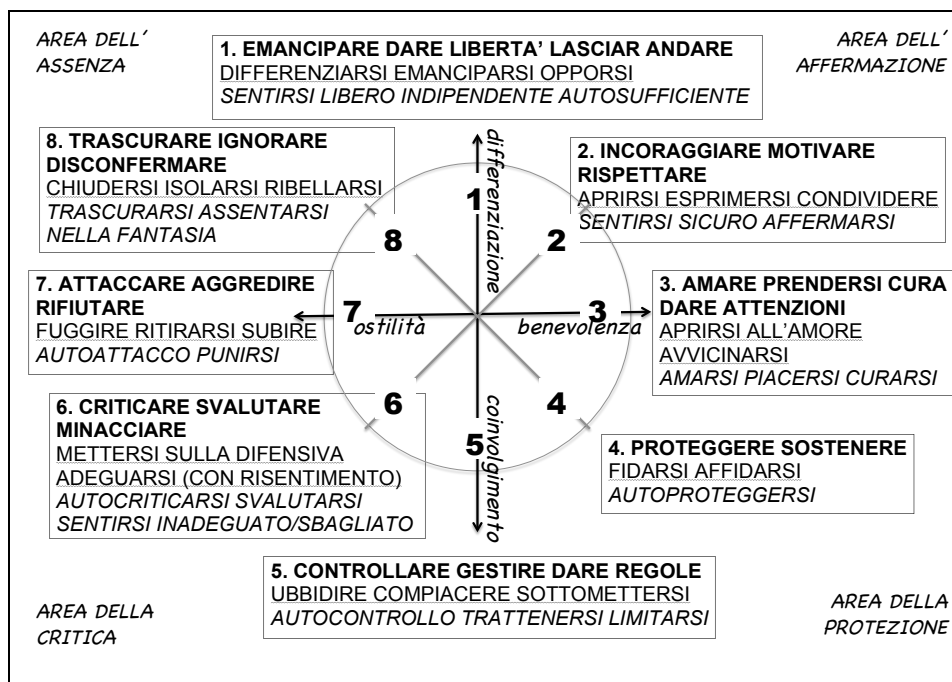 AREA DELL'
ASSENZA
1. EMANCIPARE DARE LIBERTA' LASCIAR ANDARE
DIFFERENZIARSI EMANCIPARSI OPPORSI
SENTIRSI LIBERO INDIPENDENTE AUTOSUFFICIENTE
AREA DELL'
AFFERMAZIONE
8. TRASCURARE IGNORARE
DISCONFERMARE
CHIUDERSI ISOLARSI RIBELLARSI
TRASCURARSI ASSENTARSI
NELLA FANTASIA
differenziazione
2. INCORAGGIARE MOTIVARE
RISPETTARE
APRIRSI ESPRIMERSI CONDIVIDERE
SENTIRSI SICURO AFFERMARSI
1
8
2
7. ATTACCARE AGGREDIRE
RIFIUTARE
FUGGIRE RITIRARSI SUBIRE
AUTOATTACCO PUNIRSI
7
ostilità
benevolenza
3
3. AMARE PRENDERSI CURA
DARE ATTENZIONI
APRIRSI ALL'AMORE
AVVICINARSI
AMARSI PIACERSI CURARSI
6
4
5
coinvolgimento
6. CRITICARE SVALUTARE
MINACCIARE
METTERSI SULLA DIFENSIVA
ADEGUARSI (CON RISENTIMENTO)
AUTOCRITICARSI SVALUTARSI
SENTIRSI INADEGUATO/SBAGLIATO
4. PROTEGGERE SOSTENERE
FIDARSI AFFIDARSI
AUTOPROTEGGERSI
5. CONTROLLARE GESTIRE DARE REGOLE
UBBIDIRE COMPIACERE SOTTOMETTERSI
AUTOCONTROLLO TRATTENERSI LIMITARSI
AREA DELLA
CRITICA
AREA DELLA
PROTEZIONE